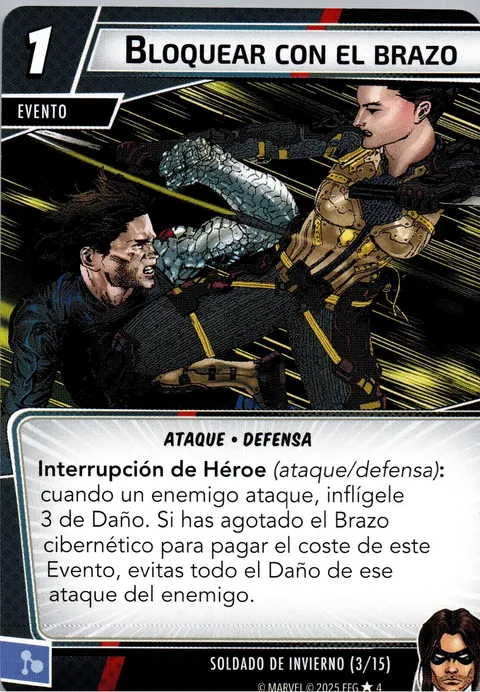 1
BLOQUEAR CON EL BRAZO
EVENTO
ATAQUE • DEFENSA
Interrupción de Héroe (ataque/defensa):
cuando un enemigo ataque, inflígele
3 de Daño. Si has agotado el Brazo
cibernético para pagar el coste de este
Evento, evitas todo el Daño de ese
ataque del enemigo.
SOLDADO DE INVIERNO (3/15)
© MARVEL © 2025 FFG ★ 4